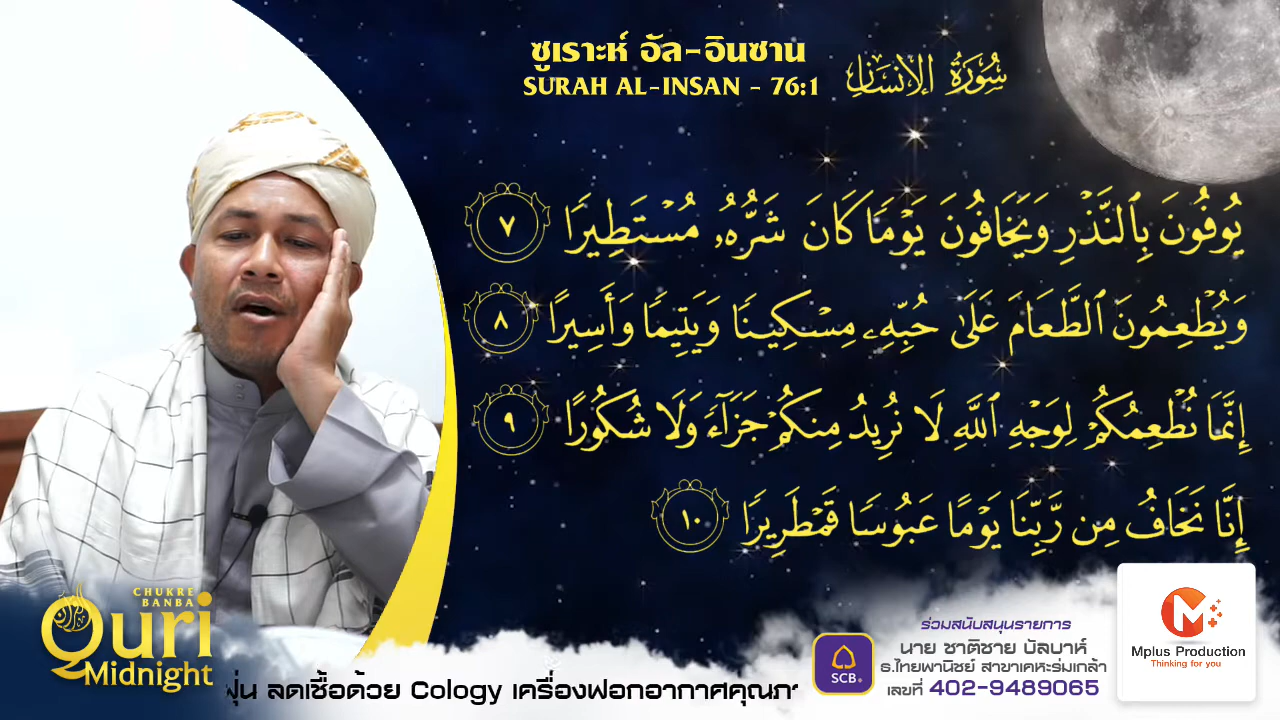 ซูเราะห์ อัล-อินซาน
SURAH AL-INSAN - 76:1
سُورَةُ الإِنسَانِ
يُوفُونَ بِٱلنَّذْرِ وَيَخَافُونَ يَوْمًا كَانَ شَرُّهُۥ مُسْتَطِيرًا ٧
وَيُطْعِمُونَ ٱلطَّعَامَ عَلَىٰ حُبِّهِۦ مِسْكِينًا وَيَتِيمًا وَأَسِيرًا ٨
إِنَّمَا نُطْعِمُكُمْ لِوَجْهِ ٱللَّهِ لَا نُرِيدُ مِنكُمْ جَزَآءً وَلَا شُكُورًا ٩
إِنَّا نَخَافُ مِن رَّبِّنَا يَوْمًا عَبُوسًا قَمْطَرِيرًا ١٠
CHUKRE
BANBA
Quri
Midnight
ฝุ่น ลดเชื้อด้วย Cology เครื่องฟอกอากาศคุณภา
SCB
ร่วมสนับสนุนรายการ
นาย ชาติชาย บัลบาห์
ธ.ไทยพานิชย์ สาขาเคหะร่มเกล้า
เลขที่ 402-9489065
Mplus Production
Thinking for you